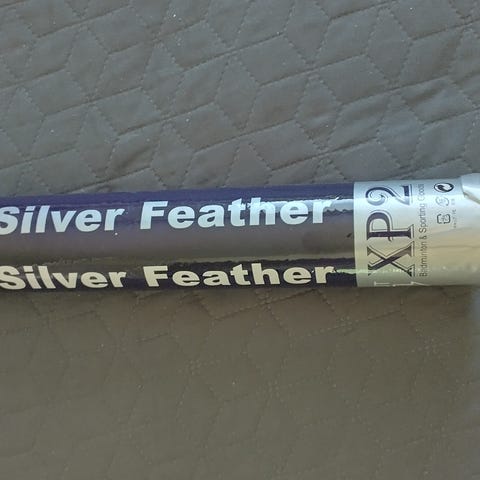 Silver Feather
Silver Feather
XP2
Badminton & Sporting Goods